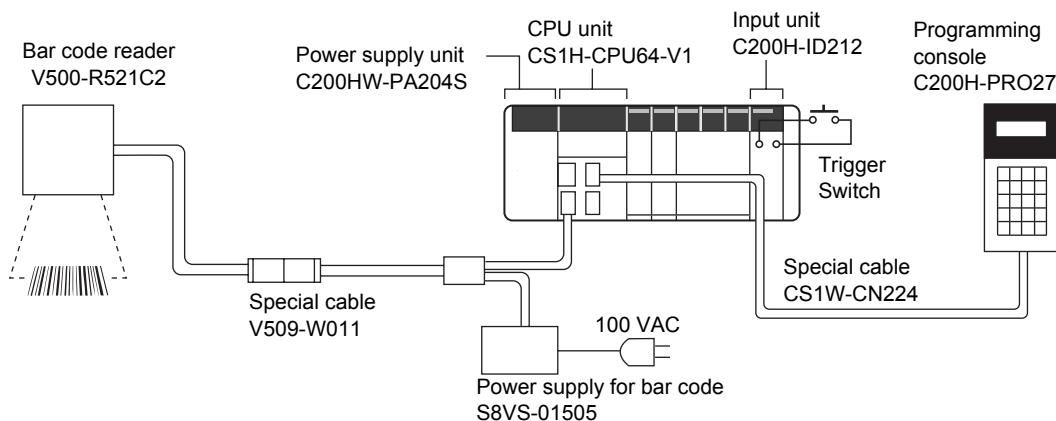 Bar code reader
V500-R521C2
Power supply unit
C200HW-PA204S
CPU unit
CS1H-CPU64-V1
Input unit
C200H-ID212
Programming
console
C200H-PRO27
Trigger
Switch
Special cable
V509-W011
Special cable
CS1W-CN224
100 VAC
Power supply for bar code
S8VS-01505